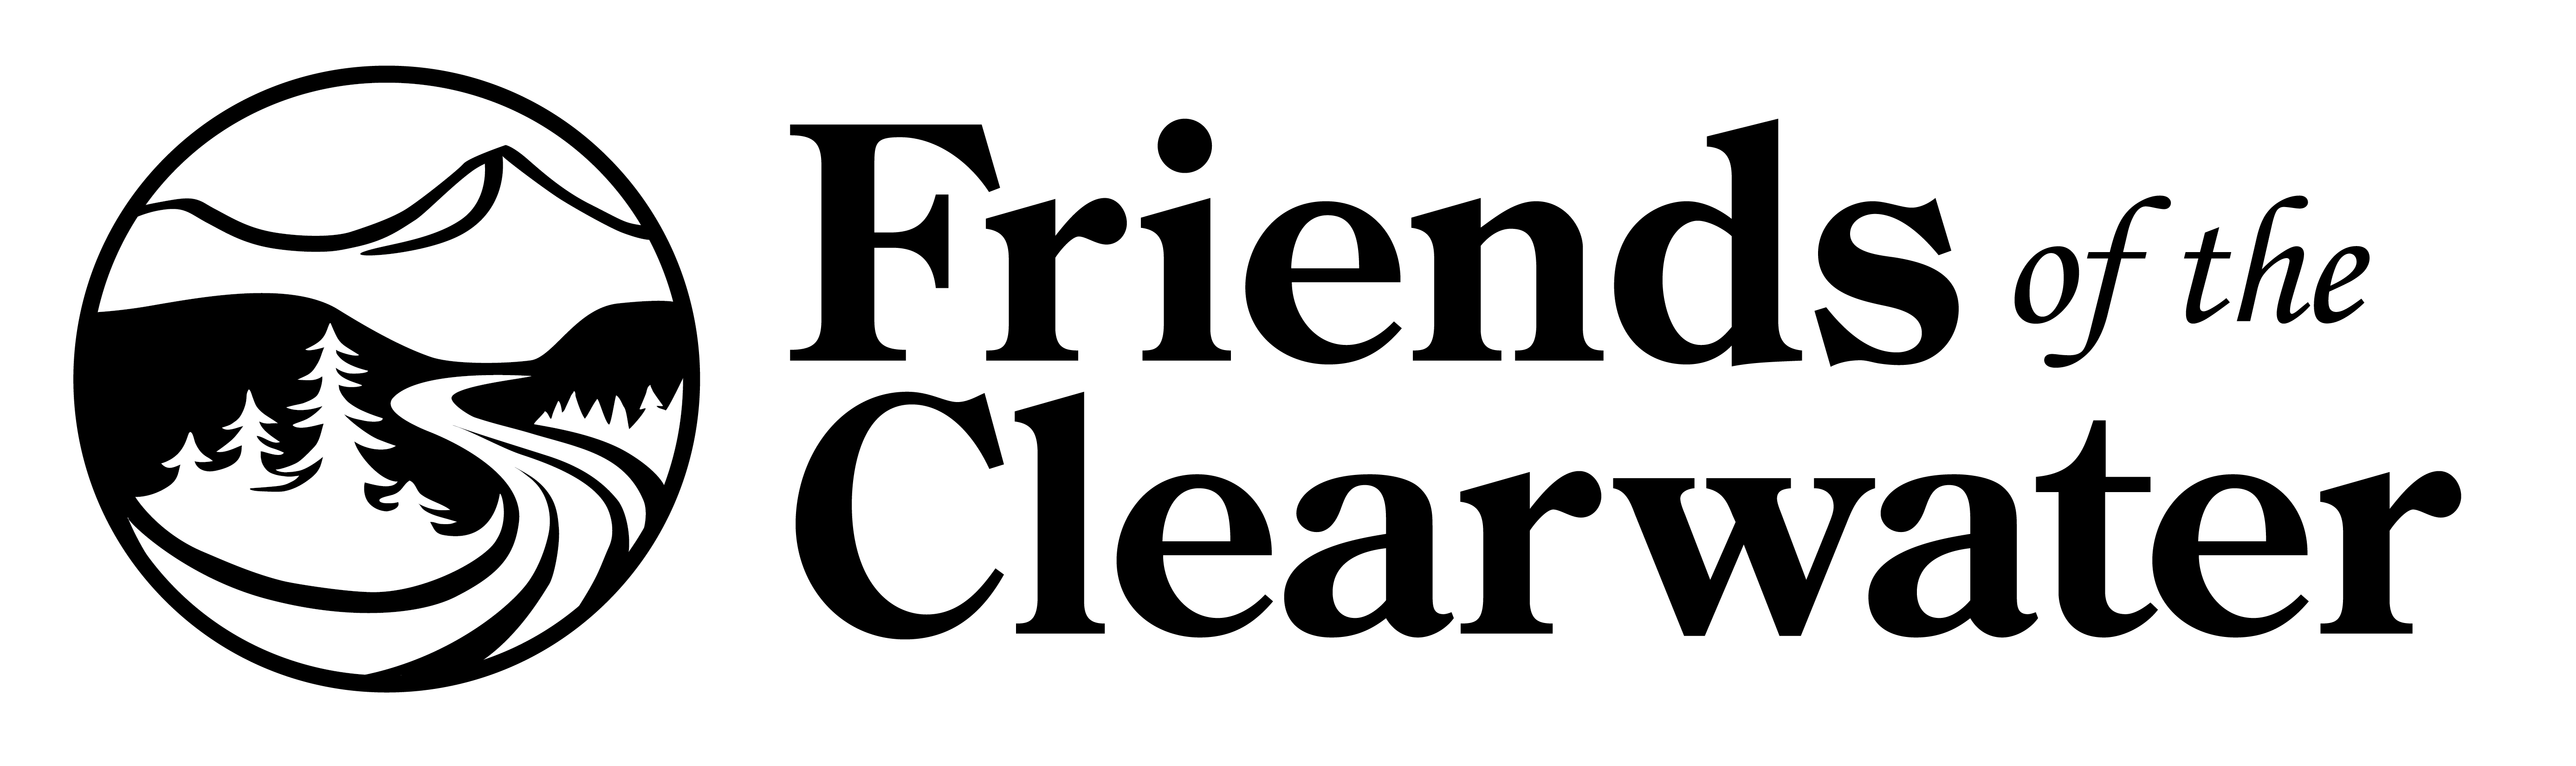 Friends of the
Clearwater